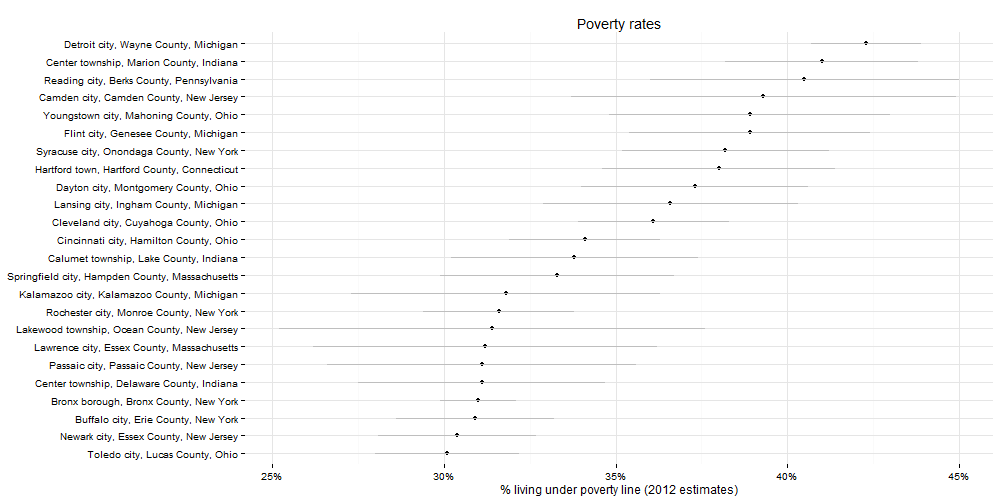 Poverty rates
Detroit city, Wayne County, Michigan
Center township, Marion County, Indiana
Reading city, Berks County, Pennsylvania
Camden city, Camden County, New Jersey
Youngstown city, Mahoning County, Ohio
Flint city, Genesee County, Michigan
Syracuse city, Onondaga County, New York
Hartford town, Hartford County, Connecticut
Dayton city, Montgomery County, Ohio
Lansing city, Ingham County, Michigan
Cleveland city, Cuyahoga County, Ohio
Cincinnati city, Hamilton County, Ohio
Calumet township, Lake County, Indiana
Springfield city, Hampden County, Massachusetts
Kalamazoo city, Kalamazoo County, Michigan
Rochester city, Monroe County, New York
Lakewood township, Ocean County, New Jersey
Lawrence city, Essex County, Massachusetts
Passaic city, Passaic County, New Jersey
Center township, Delaware County, Indiana
Bronx borough, Bronx County, New York
Buffalo city, Erie County, New York
Newark city, Essex County, New Jersey
Toledo city, Lucas County, Ohio
25% 30% 35% 40% 45%
% living under poverty line (2012 estimates)